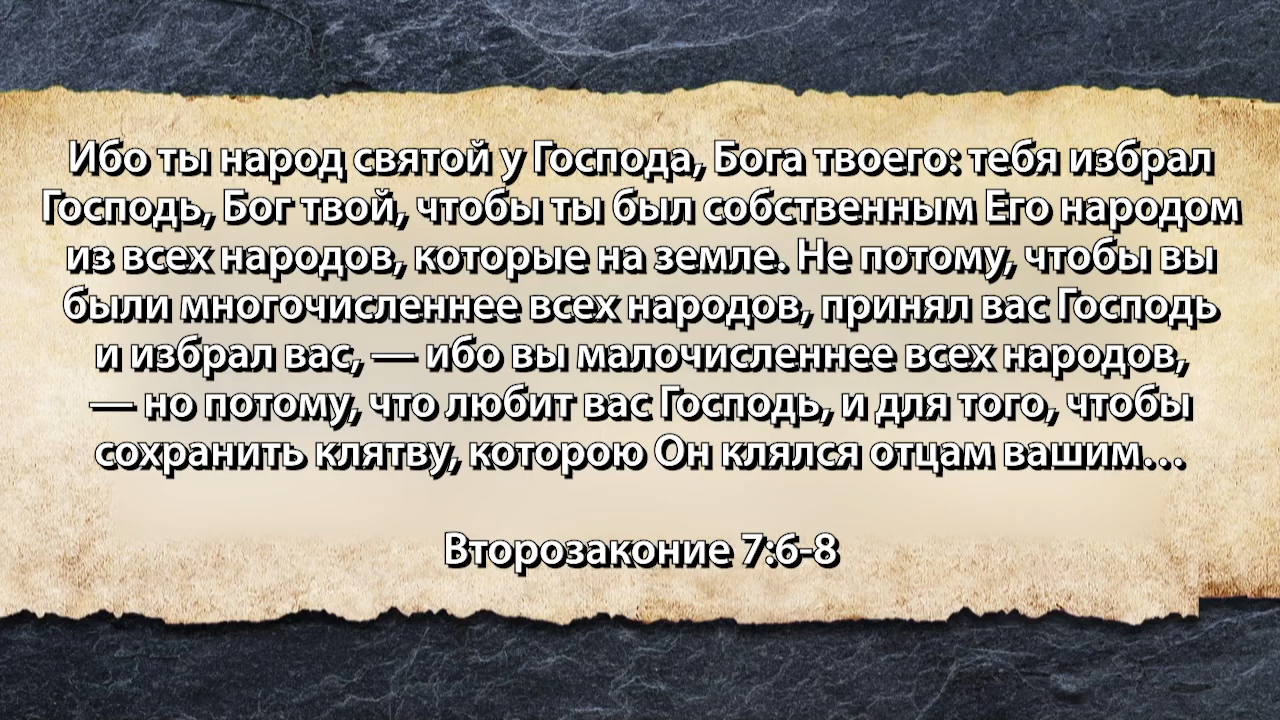 Ибо ты народ святой у Господа, Бога твоего: тебя избрал
Господь, Бог твой, чтобы ты был собственным Его народом
из всех народов, которые на земле. Не потому, чтобы вы
были многочисленнее всех народов, принял вас Господь
и избрал вас, — ибо вы малочисленнее всех народов,
— но потому, что любит вас Господь, и для того, чтобы
сохранить клятву, которою Он клялся отцам вашим…
Второзаконие 7:6-8